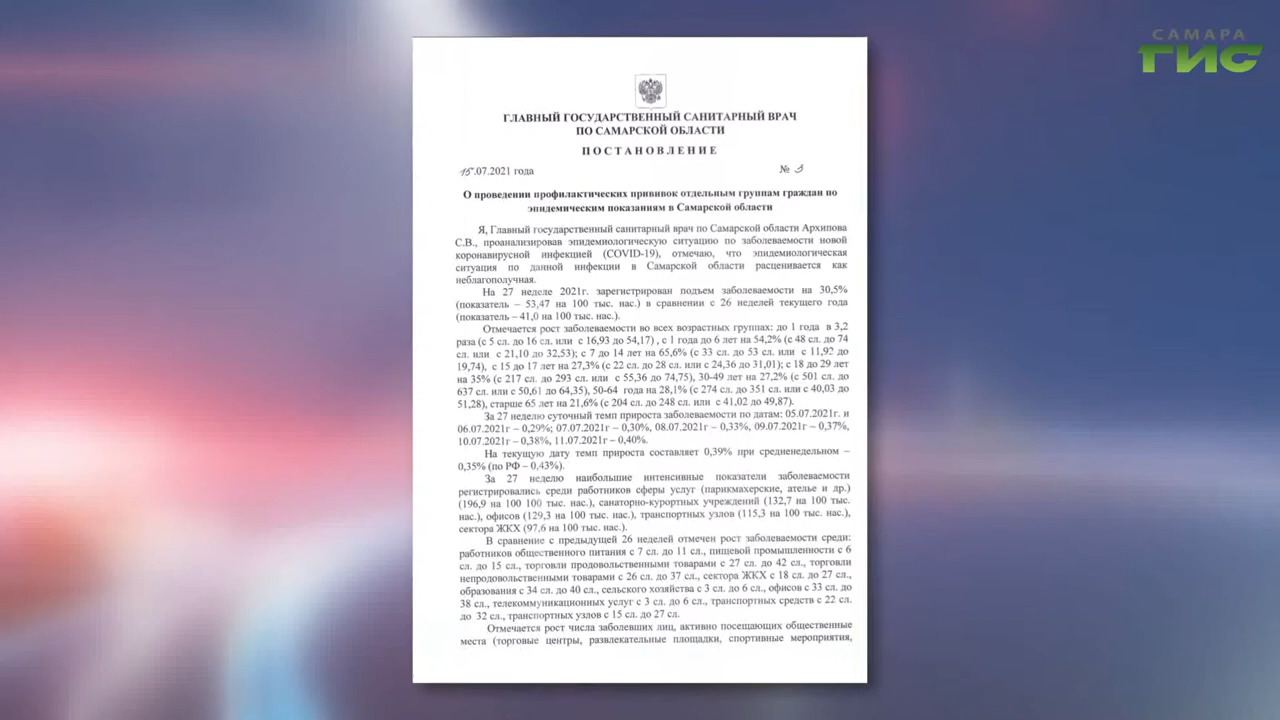 САМАРА
ГИС
ГЛАВНЫЙ ГОСУДАРСТВЕННЫЙ САНИТАРНЫЙ ВРАЧ
ПО САМАРСКОЙ ОБЛАСТИ
ПОСТАНОВЛЕНИЕ
15.07.2021 года № 3
О проведении профилактических прививок отдельным группам граждан по
эпидемическим показаниям в Самарской области
Я, Главный государственный санитарный врач по Самарской области Архипова
С.В., проанализировав эпидемиологическую ситуацию по заболеваемости новой
коронавирусной инфекцией (COVID-19), отмечаю, что эпидемиологическая
ситуация по данной инфекции в Самарской области расценивается как
неблагополучная.
На 27 неделе 2021г. зарегистрирован подъем заболеваемости на 30,5%
(показатель – 53,47 на 100 тыс. нас.) в сравнении с 26 неделей текущего года
(показатель – 41,0 на 100 тыс. нас.).
Отмечается рост заболеваемости во всех возрастных группах: до 1 года в 3,2
раза (с 5 сл. до 16 сл. или с 16,93 до 54,17) , с 1 года до 6 лет на 54,2% (с 48 сл. до 74
сл. или с 21,10 до 32,53); с 7 до 14 лет на 65,6% (с 33 сл. до 53 сл. или с 11,92 до
19,74), с 15 до 17 лет на 27,3% (с 22 сл. до 28 сл. или с 24,36 до 31,01); с 18 до 29 лет
на 35% (с 217 сл. до 293 сл. или с 55,36 до 74,75), 30-49 лет на 27,2% (с 501 сл. до
637 сл. или с 50,61 до 64,35), 50-64 года на 28,1% (с 274 сл. до 351 сл. или с 40,03 до
51,28), старше 65 лет на 21,6% (с 204 сл. до 248 сл. или с 41,02 до 49,87).
За 27 неделю суточный темп прироста заболеваемости по датам: 05.07.2021г. и
06.07.2021г – 0,29%; 07.07.2021г – 0,30%, 08.07.2021г – 0,33%, 09.07.2021г – 0,37%,
10.07.2021г – 0,38%, 11.07.2021г – 0,40%.
На текущую дату темп прироста составляет 0,39% при средненедельном –
0,35% (по РФ – 0,43%).
За 27 неделю наибольшие интенсивные показатели заболеваемости
регистрировались среди работников сферы услуг (парикмахерские, ателье и др.)
(196,9 на 100 100 тыс. нас.), санаторно-курортных учреждений (132,7 на 100 тыс.
нас.), офисов (129,3 на 100 тыс. нас.), транспортных узлов (115,3 на 100 тыс. нас.),
сектора ЖКХ (97,6 на 100 тыс. нас.).
В сравнение с предыдущей 26 неделей отмечен рост заболеваемости среди:
работников общественного питания с 7 сл. до 11 сл., пищевой промышленности с 6
сл. до 15 сл., торговли продовольственными товарами с 27 сл. до 42 сл., торговли
непродовольственными товарами с 26 сл. до 37 сл., сектора ЖКХ с 18 сл. до 27 сл.,
образования с 34 сл. до 40 сл., сельского хозяйства с 3 сл. до 6 сл., офисов с 33 сл. до
38 сл., телекоммуникационных услуг с 3 сл. до 6 сл., транспортных средств с 22 сл.
до 32 сл., транспортных узлов с 15 сл. до 27 сл.
Отмечается рост числа заболевших лиц, активно посещающих общественные
места (торговые центры, развлекательные площадки, спортивные мероприятия,